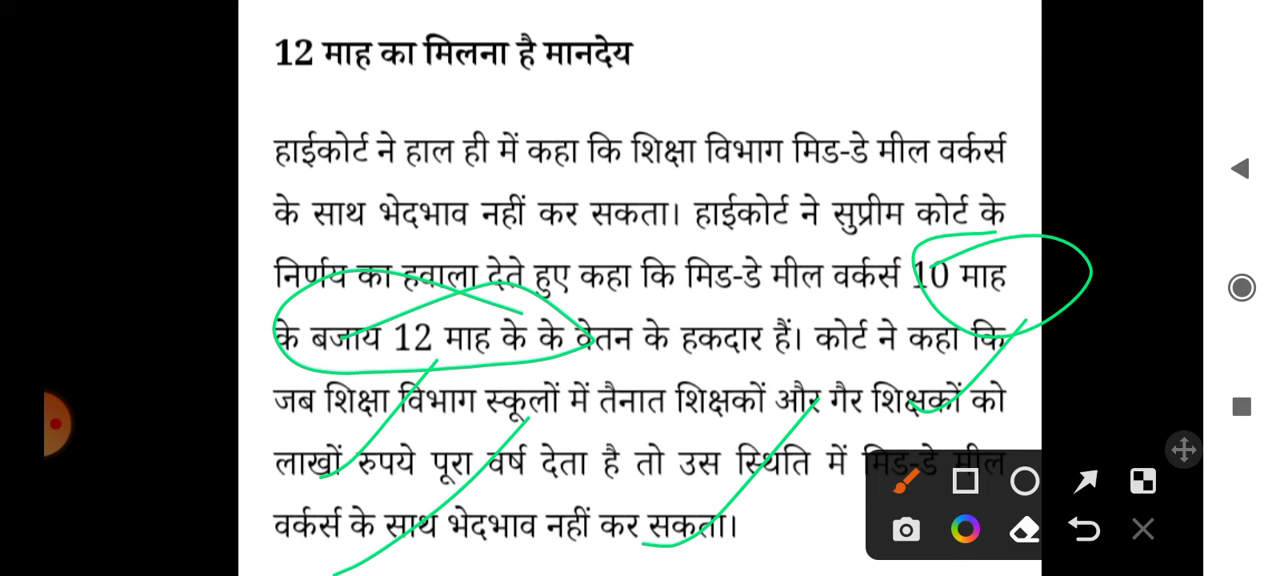 12 माह का मिलना है मानदेय
हाईकोर्ट ने हाल ही में कहा कि शिक्षा विभाग मिड-डे मील वर्कर्स
के साथ भेदभाव नहीं कर सकता। हाईकोर्ट ने सुप्रीम कोर्ट के
निर्णय का हवाला देते हुए कहा कि मिड-डे मील वर्कर्स 10 माह
के बजाय 12 माह के के वेतन के हकदार हैं। कोर्ट ने कहा कि
जब शिक्षा विभाग स्कूलों में तैनात शिक्षकों और गैर शिक्षकों को
लाखों रुपये पूरा वर्ष देता है तो उस स्थिति में मिड-डे मील
वर्कर्स के साथ भेदभाव नहीं कर सकता।